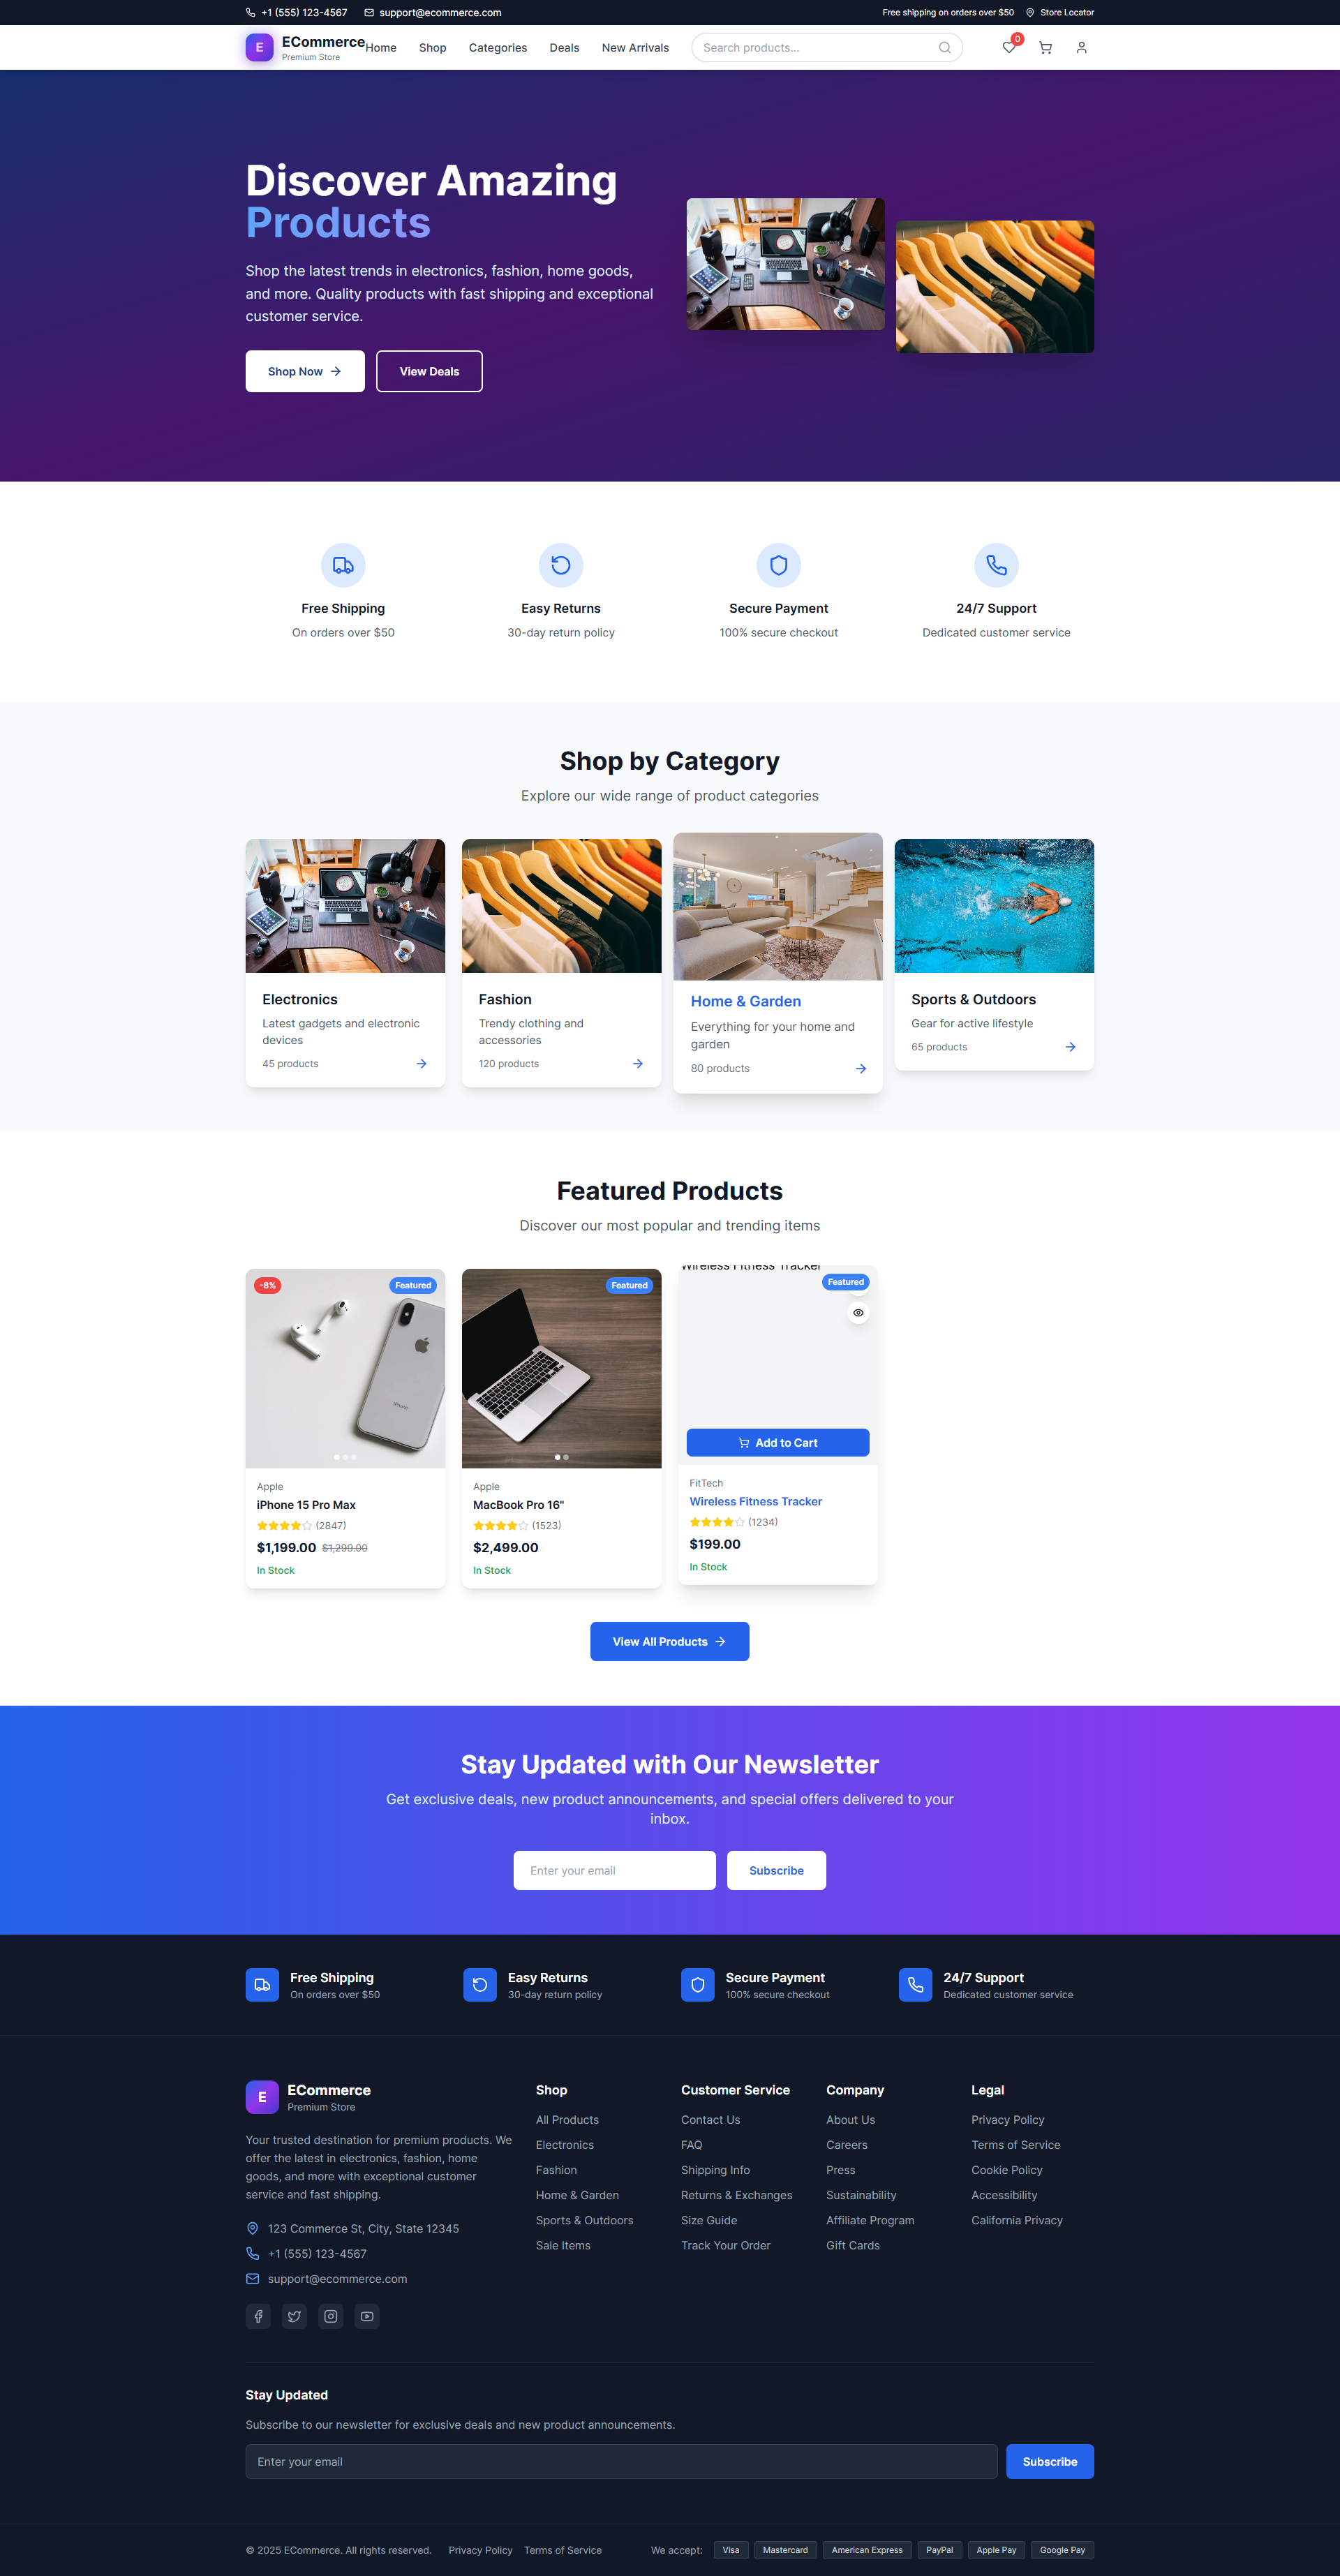 +1 (555) 123-4567 support@ecommerce.com Free shipping on orders over $50 Store Locator
E ECommerce Home Shop Categories Deals New Arrivals Search products... 0
Premium Store
Discover Amazing
Products
Shop the latest trends in electronics, fashion, home goods,
and more. Quality products with fast shipping and exceptional
customer service.
Shop Now View Deals
Free Shipping Easy Returns Secure Payment 24/7 Support
On orders over $50 30-day return policy 100% secure checkout Dedicated customer service
Shop by Category
Explore our wide range of product categories
Electronics
Latest gadgets and electronic
devices
45 products
Fashion
Trendy clothing and
accessories
120 products
Home & Garden
Everything for your home and
garden
80 products
Sports & Outdoors
Gear for active lifestyle
65 products
Featured Products
Discover our most popular and trending items
-8% Featured
iPhone
Apple
iPhone 15 Pro Max
(2847)
$1,199.00 $1,299.00
In Stock
Featured
Apple
MacBook Pro 16"
(1523)
$2,499.00
In Stock
Wireless Fitness Tracker
Featured
Add to Cart
FitTech
Wireless Fitness Tracker
(1234)
$199.00
In Stock
View All Products
Stay Updated with Our Newsletter
Get exclusive deals, new product announcements, and special offers delivered to your
inbox.
Enter your email Subscribe
Free Shipping Easy Returns Secure Payment 24/7 Support
On orders over $50 30-day return policy 100% secure checkout Dedicated customer service
E ECommerce
Premium Store
Your trusted destination for premium products. We
offer the latest in electronics, fashion, home
goods, and more with exceptional customer
service and fast shipping.
123 Commerce St, City, State 12345
+1 (555) 123-4567
support@ecommerce.com
Shop
All Products
Electronics
Fashion
Home & Garden
Sports & Outdoors
Sale Items
Customer Service
Contact Us
FAQ
Shipping Info
Returns & Exchanges
Size Guide
Track Your Order
Company
About Us
Careers
Press
Sustainability
Affiliate Program
Gift Cards
Legal
Privacy Policy
Terms of Service
Cookie Policy
Accessibility
California Privacy
Stay Updated
Subscribe to our newsletter for exclusive deals and new product announcements.
Enter your email Subscribe
© 2025 ECommerce. All rights reserved. Privacy Policy Terms of Service We accept: Visa Mastercard American Express PayPal Apple Pay Google Pay